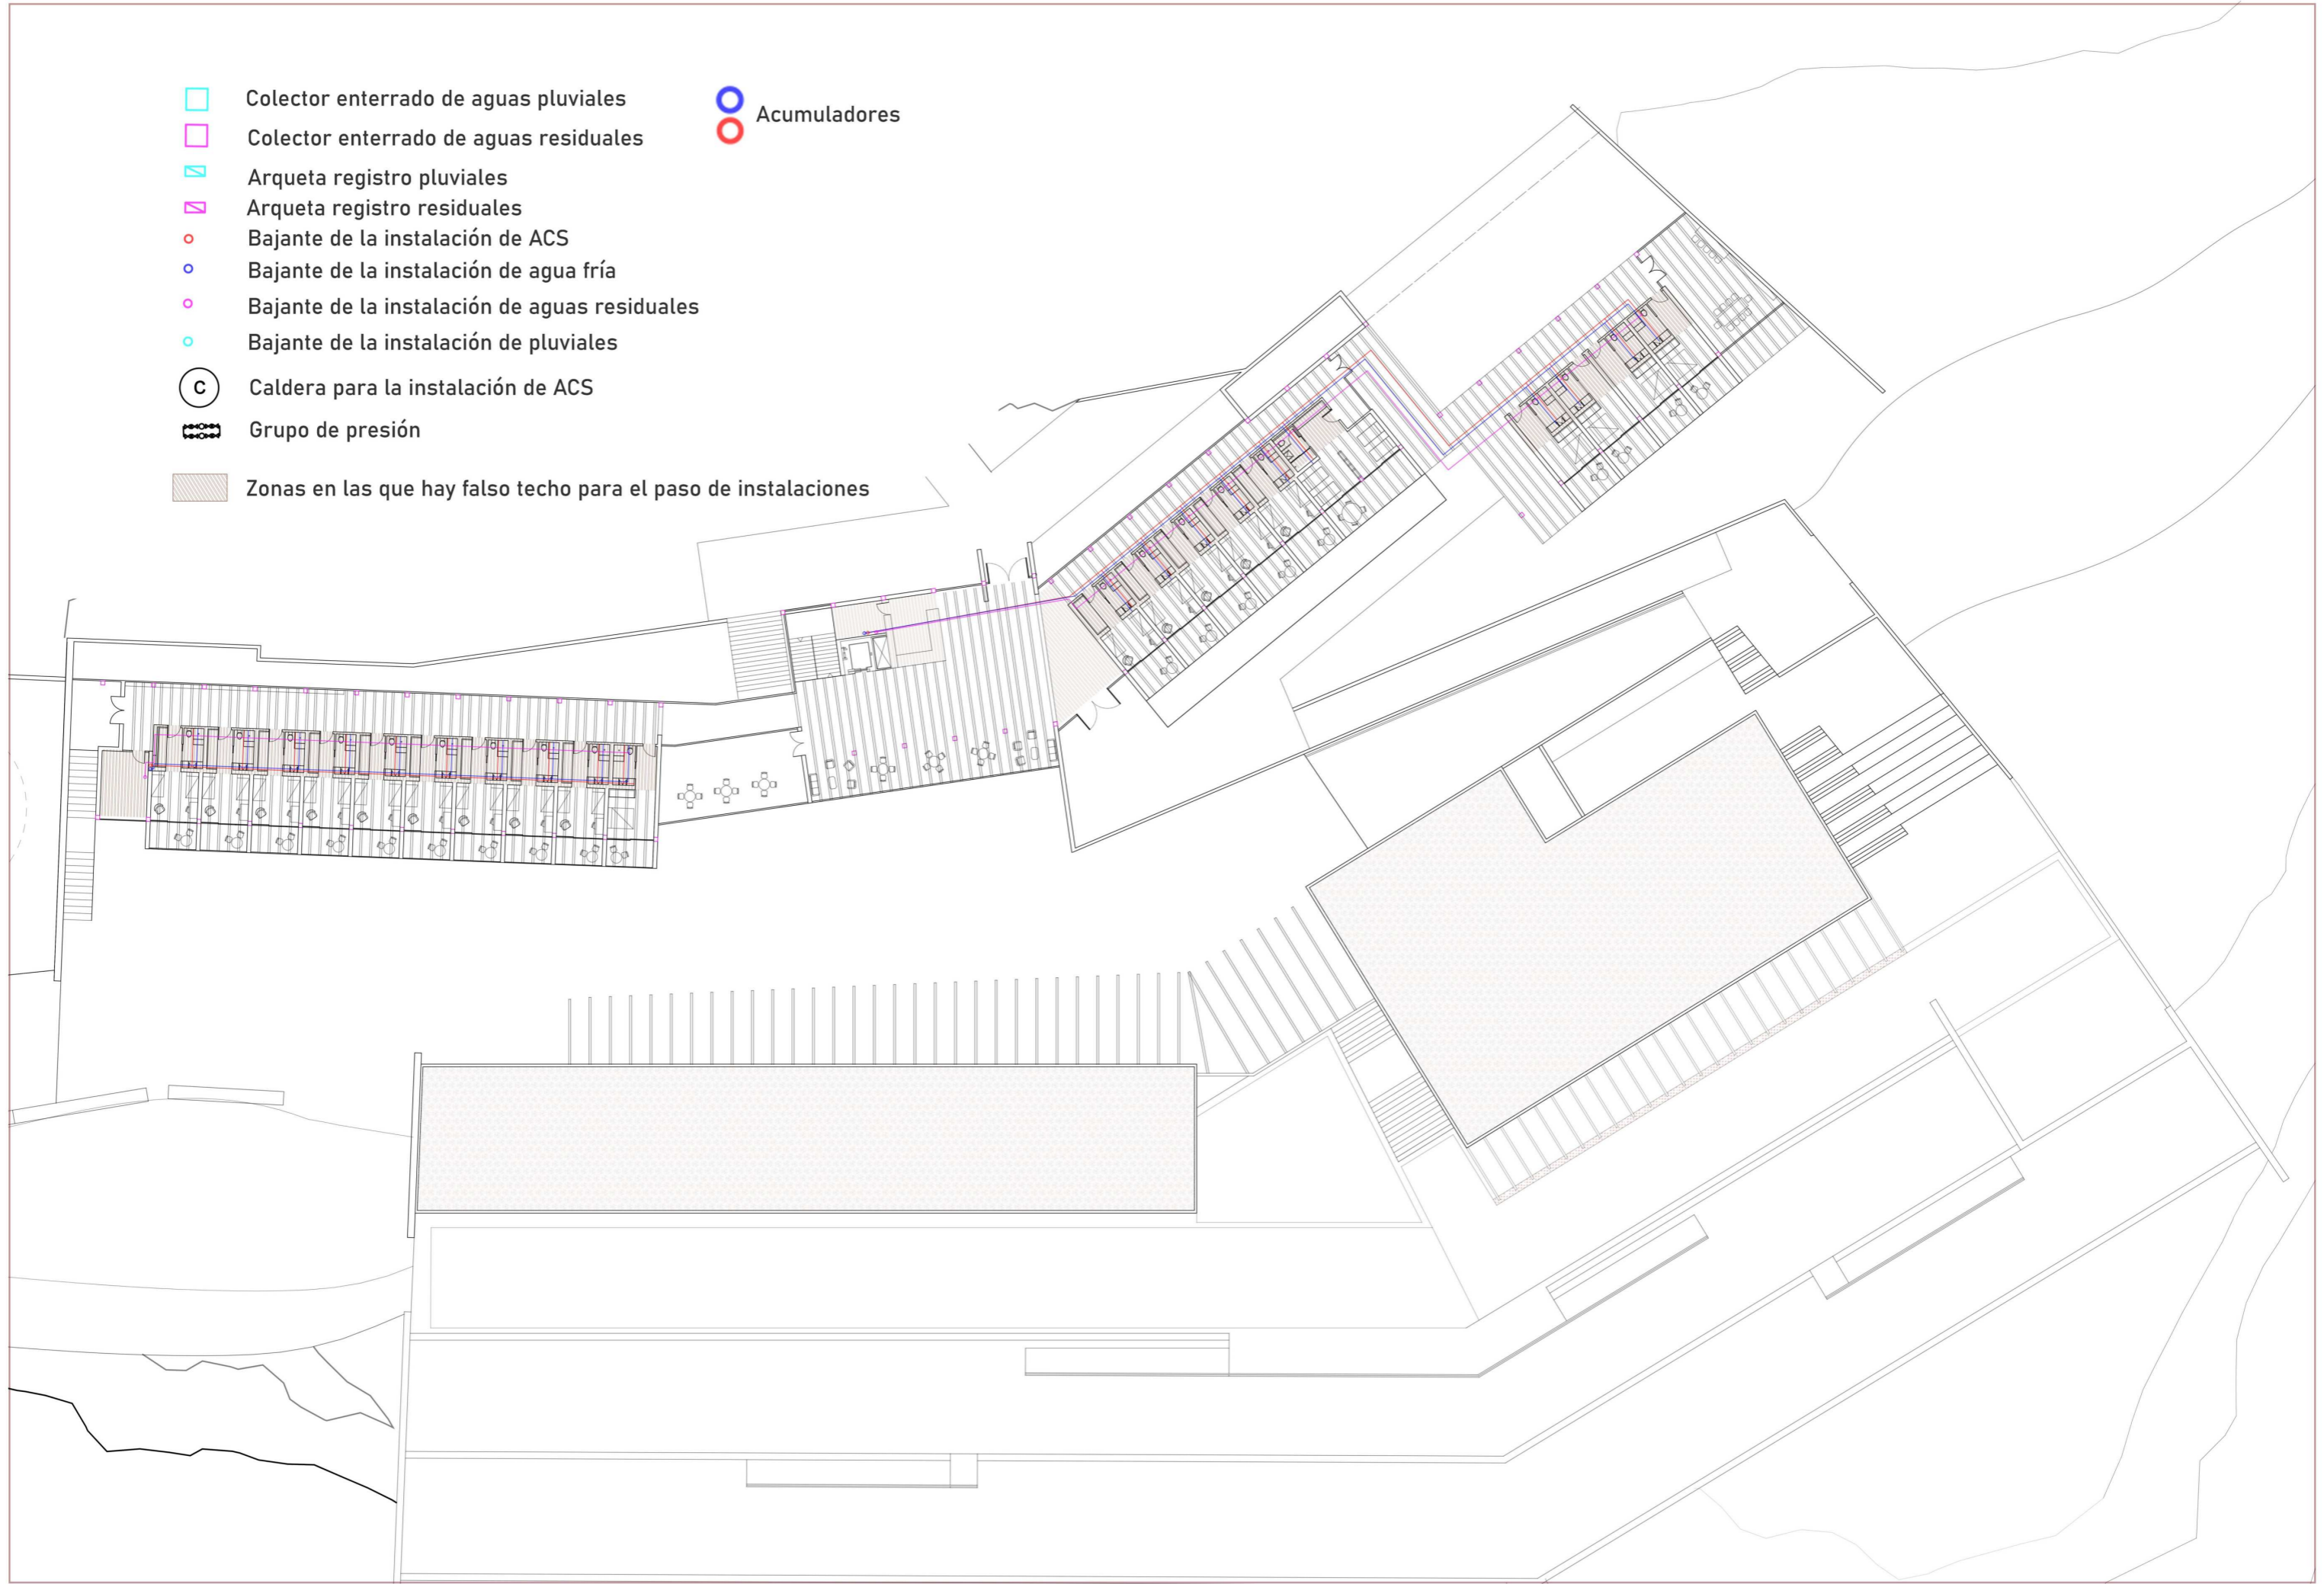 Colector enterrado de aguas pluviales
Colector enterrado de aguas residuales
Arqueta registro pluviales
Arqueta registro residuales
Bajante de la instalación de ACS
Bajante de la instalación de agua fría
Bajante de la instalación de aguas residuales
Bajante de la instalación de pluviales
C Caldera para la instalación de ACS
Grupo de presión
Zonas en las que hay falso techo para el paso de instalaciones
Acumuladores